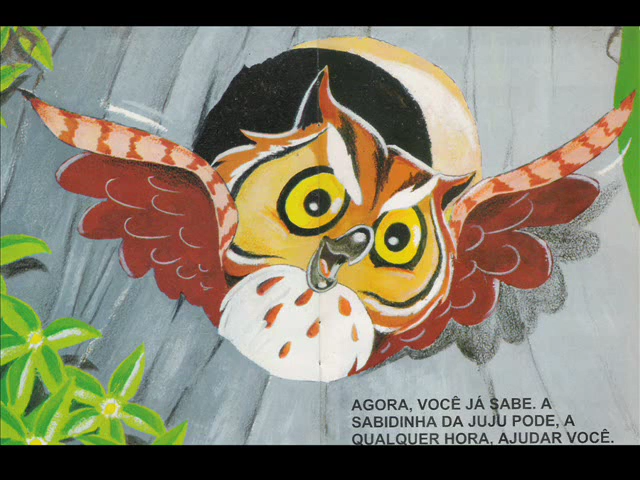 AGORA, VOCÊ JÁ SABE. A
SABIDINHA DA JUJU PODE, A
QUALQUER HORA, AJUDAR VOCÊ.